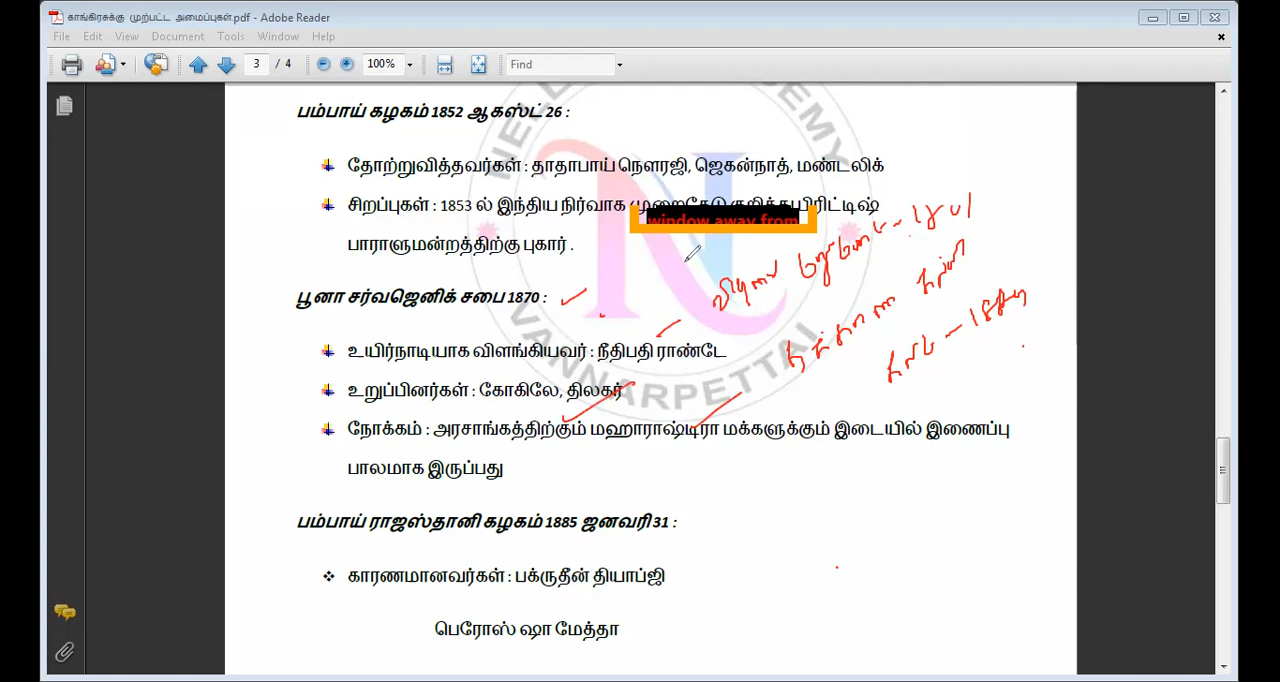 காங்கிரசுக்கு முற்பட்ட அமைப்புகள்.pdf - Adobe Reader
File Edit View Document Tools Window Help
3 / 4 100% Find
HELL ACADEMY
பம்பாய் கழகம் 1852 ஆகஸ்ட் 26 :
தோற்றுவித்தவர்கள் : தாதாபாய் நௌரஜி, ஜெகன்நாத், மண்டலிக்
சிறப்புகள் : 1853 ல் இந்திய நிர்வாக முறைகேடு குறித்து பிரிட்டிஷ்
window away from
பாராளுமன்றத்திற்கு புகார் .
பூனா சர்வஜெனிக் சபை 1870 :
உயிர்நாடியாக விளங்கியவர் : நீதிபதி ராண்டே
உறுப்பினர்கள் : கோகிலே, திலகர்
VANNARPETTAI
நோக்கம் : அரசாங்கத்திற்கும் மஹாராஷ்டிரா மக்களுக்கும் இடையில் இணைப்பு
பாலமாக இருப்பது
பம்பாய் ராஜஸ்தானி கழகம் 1885 ஜனவரி 31 :
காரணமானவர்கள் : பக்ருதீன் தியாப்ஜி
பெரோஸ் ஷா மேத்தா